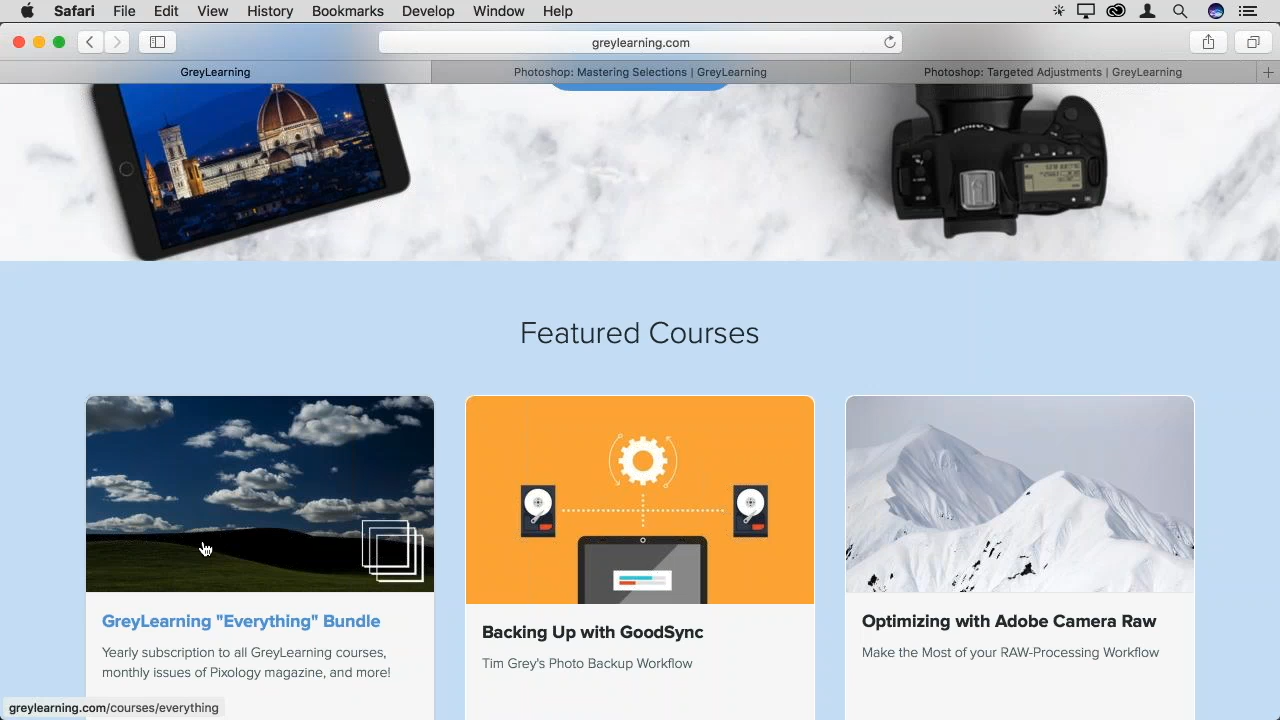 Safari File Edit View History Bookmarks Develop Window Help
greylearning.com
GreyLearning
Photoshop: Mastering Selections | GreyLearning
Photoshop: Targeted Adjustments | GreyLearning
Canon
Featured Courses
GreyLearning "Everything" Bundle
Yearly subscription to all GreyLearning courses,
monthly issues of Pixology magazine, and more!
Backing Up with GoodSync
Tim Grey's Photo Backup Workflow
Optimizing with Adobe Camera Raw
Make the Most of your RAW-Processing Workflow
greylearning.com/courses/everything